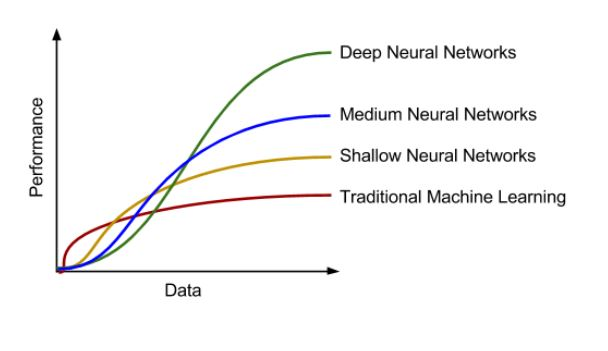 Deep Neural Networks
Medium Neural Networks
Shallow Neural Networks
Traditional Machine Learning
Performance
Data